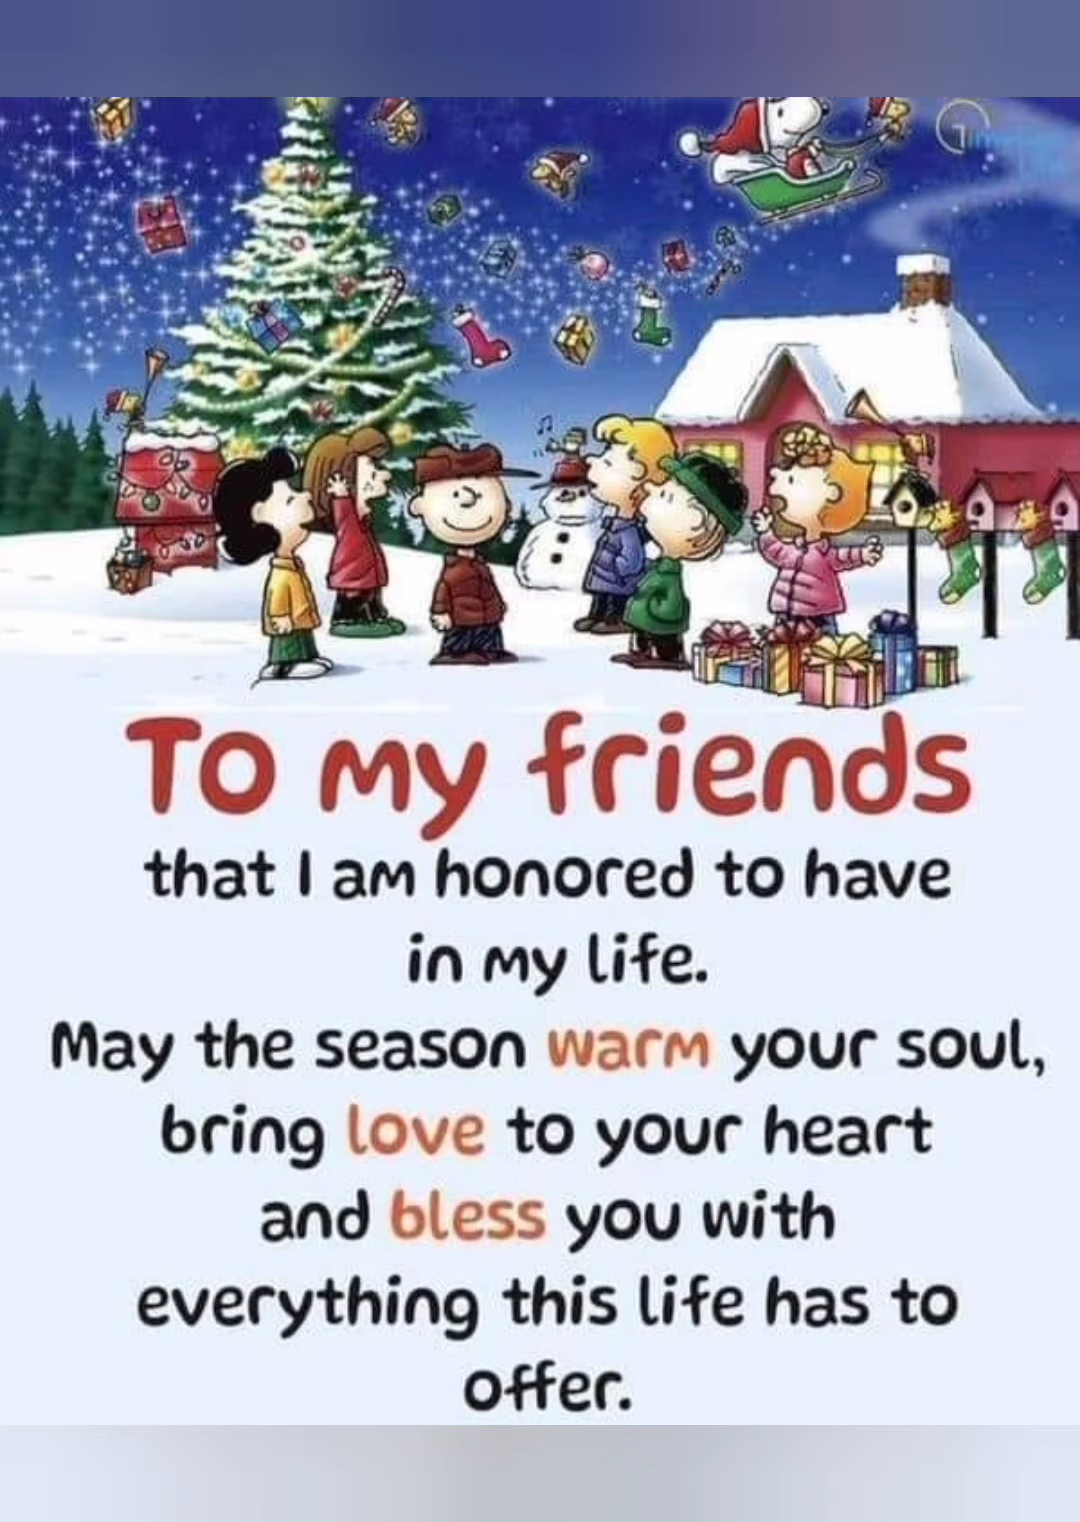 To my friends
that I am honored to have
in my life.
May the season warm your soul,
bring love to your heart
and bless you with
everything this life has to
offer.